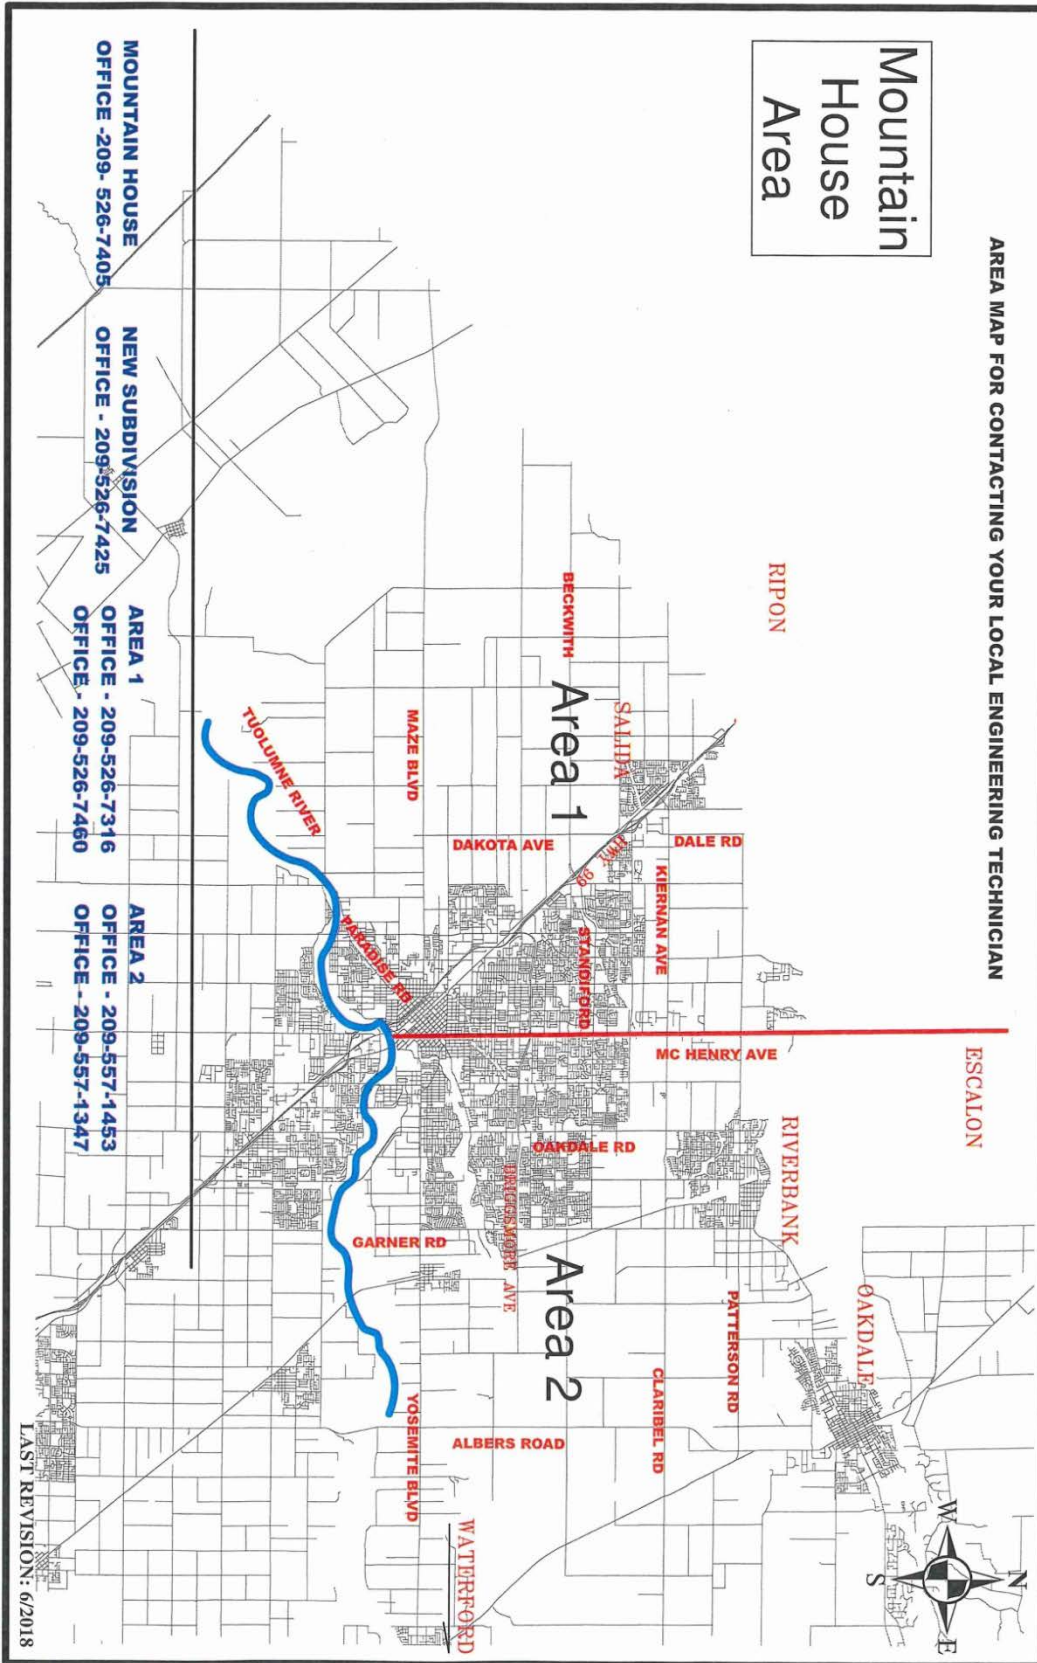 AREA MAP FOR CONTACTING YOUR LOCAL ENGINEERING TECHNICIAN
Mountain
House
Area
N
W
E
S
ESCALON
RIPON
RIVERBANK
OAKDALE
SALIDA
DALE RD
KIERNAN AVE
MC HENRY AVE
PATTERSON RD
CLARIBEL RD
BECKWITH
Area 1
HWY 99
STANDIFORD
OAKDALE RD
Area 2
DAKOTA AVE
BRIGGSMORE AVE
ALBERS ROAD
WATERFORD
MAZE BLVD
PARADISE RD
GARNER RD
YOSEMITE BLVD
TUOLUMNE RIVER
MOUNTAIN HOUSE
OFFICE -209- 526-7405
NEW SUBDIVISION
OFFICE - 209-526-7425
AREA 1
OFFICE - 209-526-7316
OFFICE - 209-526-7460
AREA 2
OFFICE - 209-557-1453
OFFICE - 209-557-1347
LAST REVISION: 6/2018